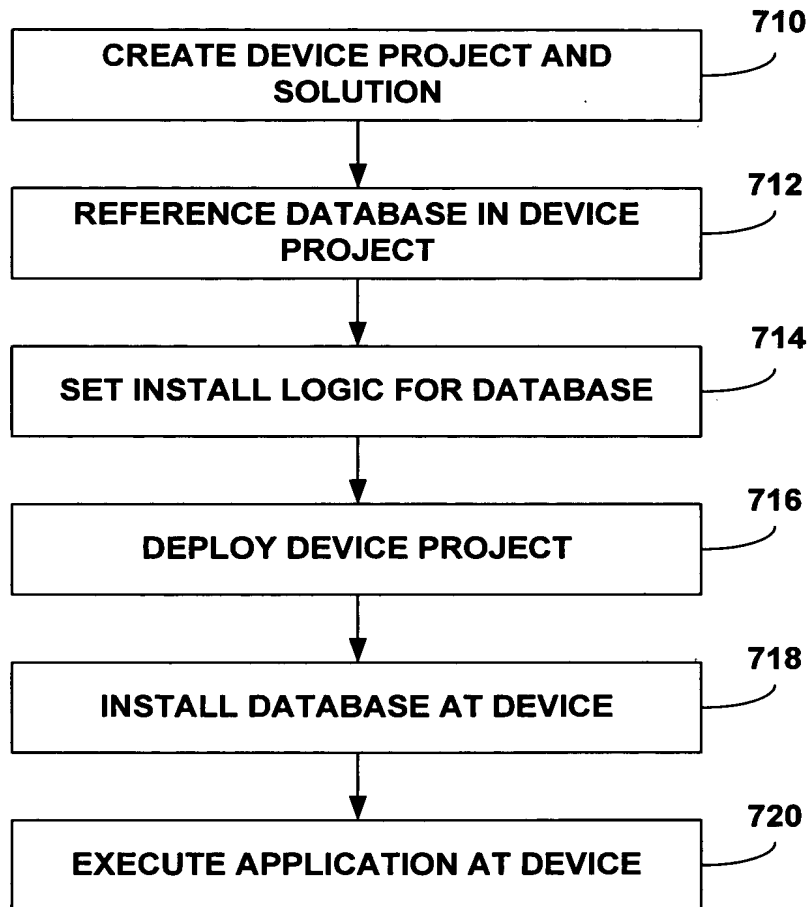 710
CREATE DEVICE PROJECT AND
SOLUTION
712
REFERENCE DATABASE IN DEVICE
PROJECT
714
SET INSTALL LOGIC FOR DATABASE
716
DEPLOY DEVICE PROJECT
718
INSTALL DATABASE AT DEVICE
720
EXECUTE APPLICATION AT DEVICE